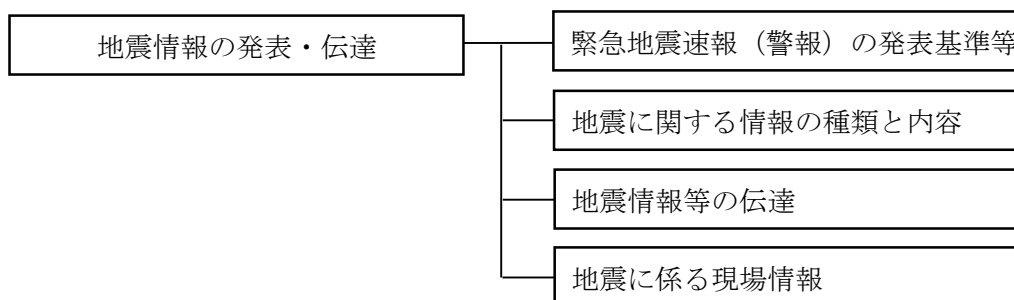 地震情報の発表・伝達
緊急地震速報（警報）の発表基準等
地震に関する情報の種類と内容
地震情報等の伝達
地震に係る現場情報